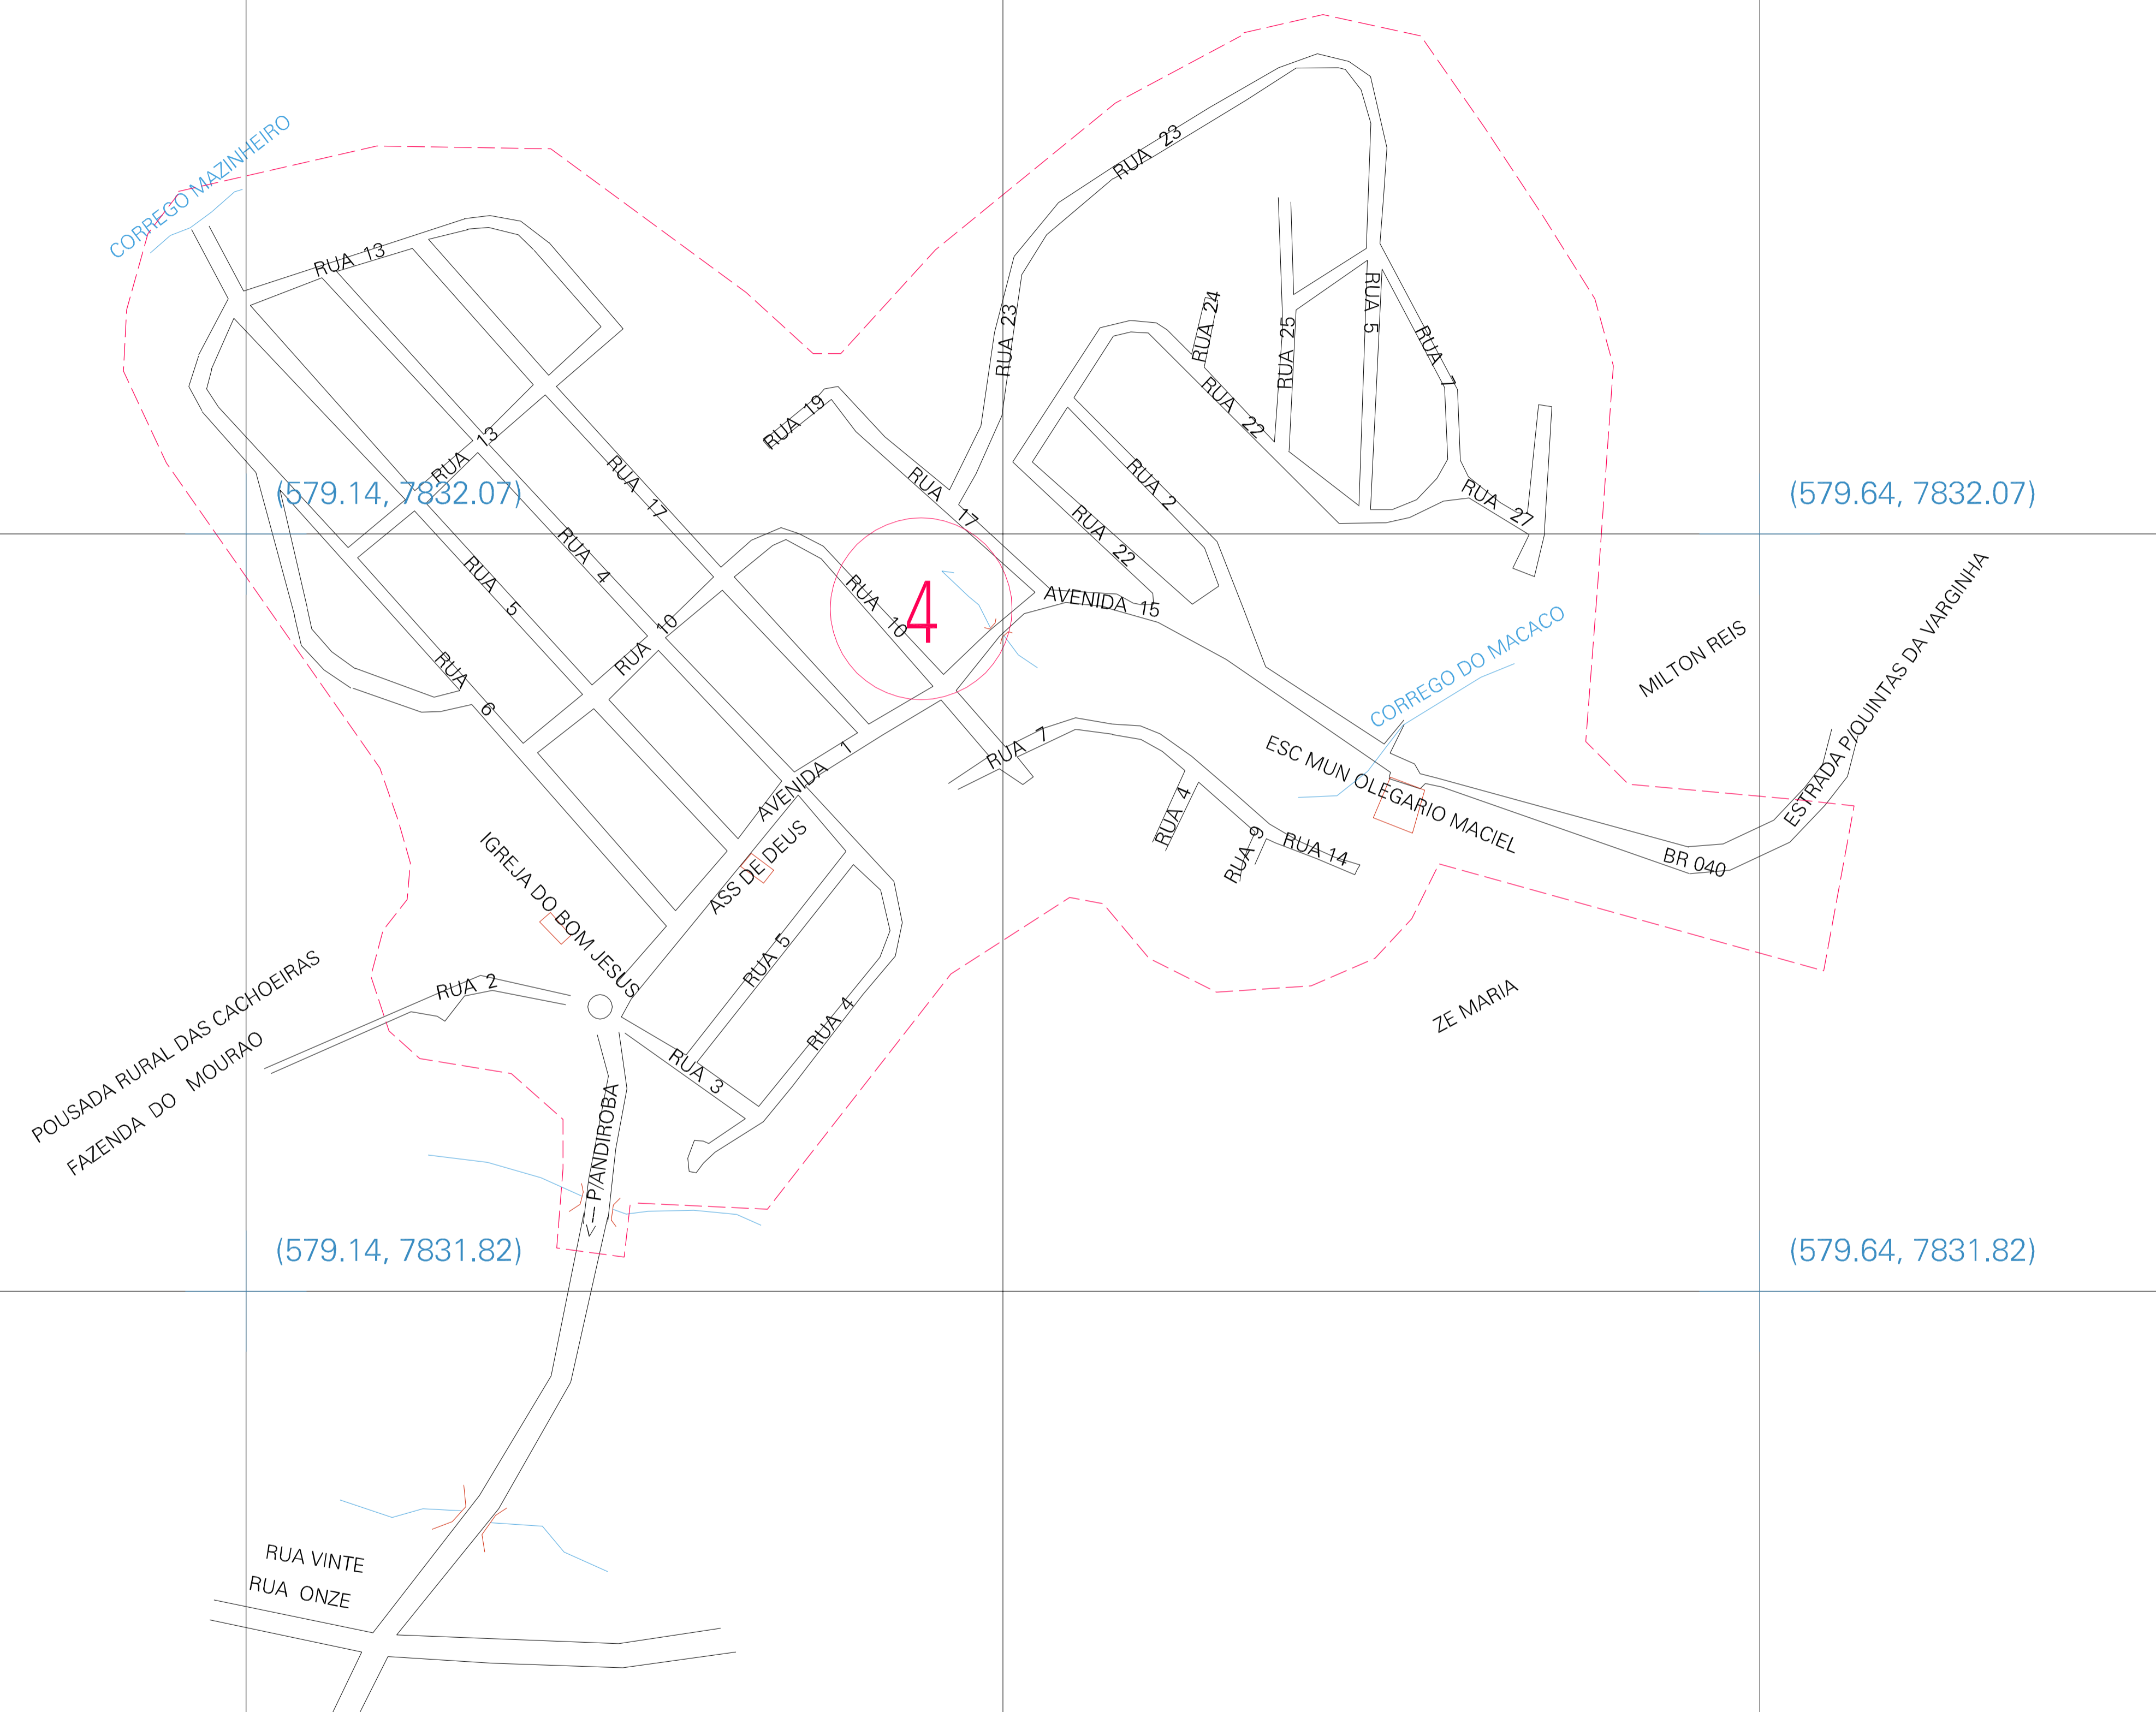 CORREGO MAZINHEIRO
RUA 23
RUA 13
RUA 24
RUA 5
RUA 23
RUA 25
RUA 7
RUA 19
RUA 22
RUA 13
RUA 17
RUA 17
RUA 2
(579.14, 7832.07)
(579.64, 7832.07)
RUA 27
RUA 22
RUA 4
RUA 5
RUA 10
4
AVENIDA 15
RUA 10
RUA 6
CORREGO DO MACACO
MILTON REIS
ESTRADA P/QUINTAS DA VARGINHA
RUA 7
AVENIDA 1
ESC MUN OLEGARIO MACIEL
RUA 4
RUA 9
RUA 14
BR 040
ASS DE DEUS
IGREJA DO BOM JESUS
RUA 5
RUA 2
RUA 4
ZE MARIA
POUSADA RURAL DAS CACHOEIRAS
FAZENDA DO MOURAO
RUA 3
<-- P/ANDIROBA
(579.14, 7831.82)
(579.64, 7831.82)
RUA VINTE
RUA ONZE